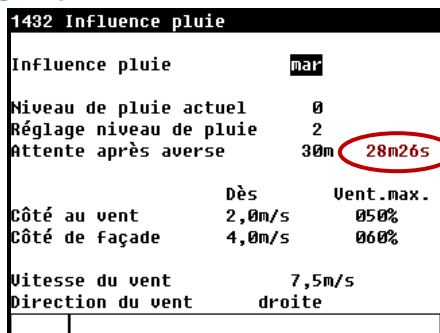 1432 Influence pluie
Influence pluie mar
Niveau de pluie actuel 0
Réglage niveau de pluie 2
Attente après averse 30m 28m26s
Dès Vent.max.
Côté au vent 2,0m/s 050%
Côté de façade 4,0m/s 060%
Vitesse du vent 7,5m/s
Direction du vent droite